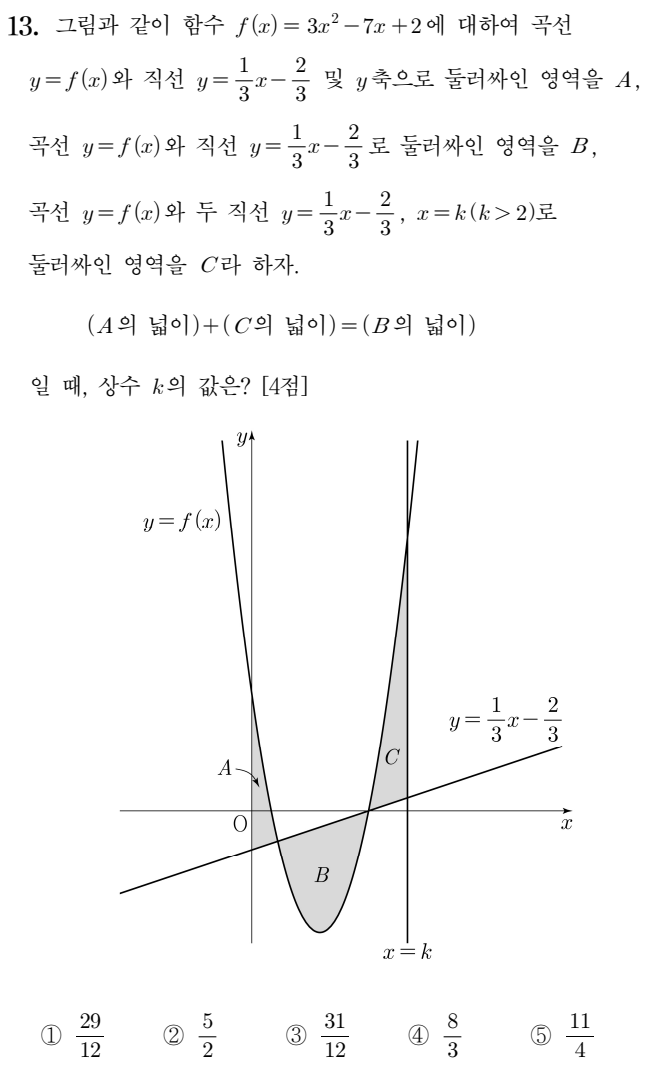 13. 그림과 같이 함수 f(x) = 3x² − 7x + 2에 대하여 곡선
y = f(x)와 직선 y = 1/3 x − 2/3 및 y축으로 둘러싸인 영역을 A,
곡선 y = f(x)와 직선 y = 1/3 x − 2/3 로 둘러싸인 영역을 B,
곡선 y = f(x)와 두 직선 y = 1/3 x − 2/3, x = k(k > 2)로
둘러싸인 영역을 C라 하자.
(A의 넓이)+(C의 넓이)=(B의 넓이)
일 때, 상수 k의 값은? [4점]
y
y = f(x)
y = 1/3 x − 2/3
C
A
O
x
B
x = k
① 29/12 ② 5/2 ③ 31/12 ④ 8/3 ⑤ 11/4